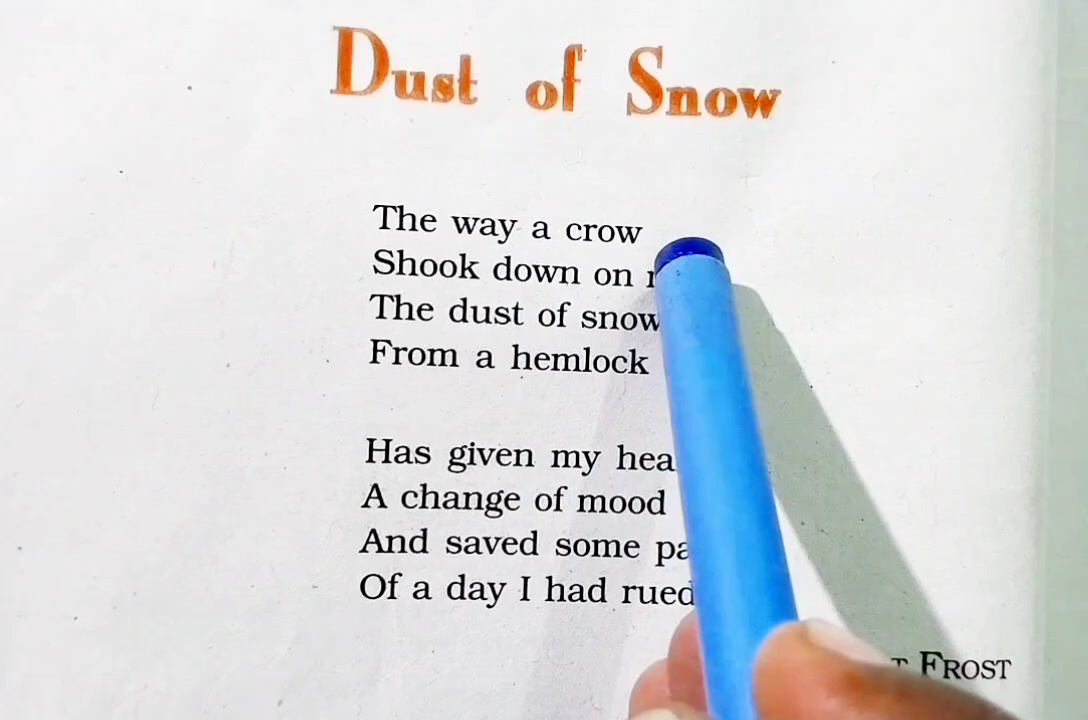 Dust of Snow
The way a crow
Shook down on
The dust of snow
From a hemlock
Has given my
A change of mood
And saved some
Of a day I had rued
FROST